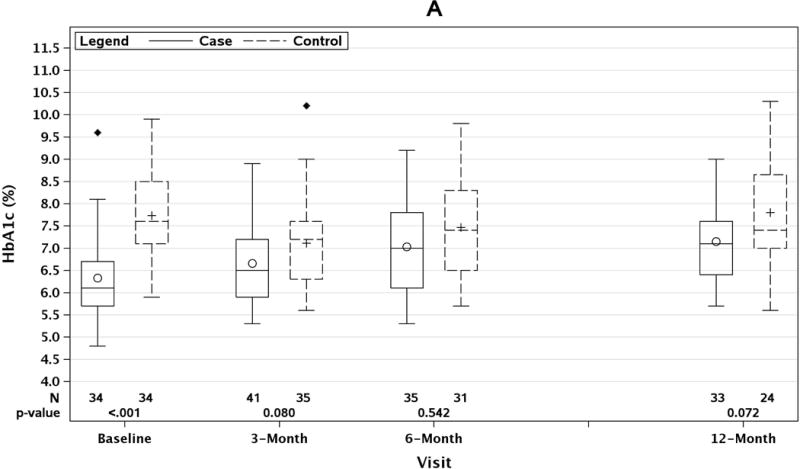 A
Legend Case Control
HbA1c (%)
11.5
11.0
10.5
10.0
9.5
9.0
8.5
8.0
7.5
7.0
6.5
6.0
5.5
5.0
4.5
4.0
N 34 34 41 35 35 31 33 24
p-value <.001 0.080 0.542 0.072
Baseline 3-Month 6-Month 12-Month
Visit